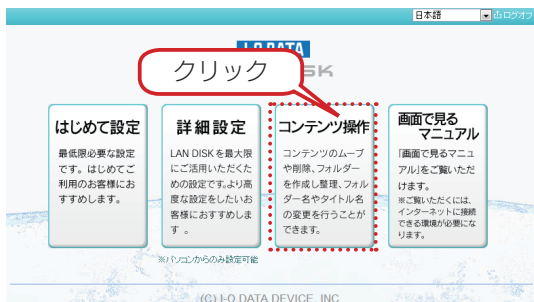 日本語
ログオフ
I-O DATA
SK
クリック
はじめて設定
最低限必要な設定
です。はじめてご
利用のお客様にお
すすめします。
詳細設定
LAN DISKを最大限
にご活用いただくた
めの設定です。より高
度な設定をしたいお
客様におすすめしま
す 。
※パソコンからのみ設定可能
コンテンツ操作
コンテンツのムーブ
や削除、フォルダー
を作成し整理、フォル
ダー名やタイトル名
の変更を行うことが
できます。
画面で見る
マニュアル
「画面で見るマニュ
アル」をご覧いただ
けます。
※ご覧いただくには、
インターネットに接続
できる環境が必要にな
ります。
(C) I-O DATA DEVICE, INC